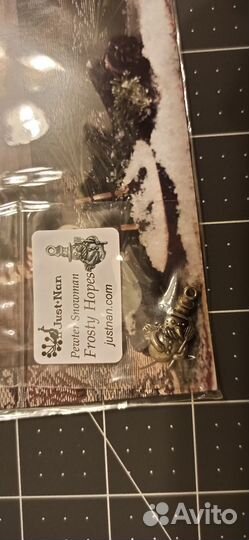 Just-Nan
Pewter Snowman
Frosty Hopes
justnan.com
Avito